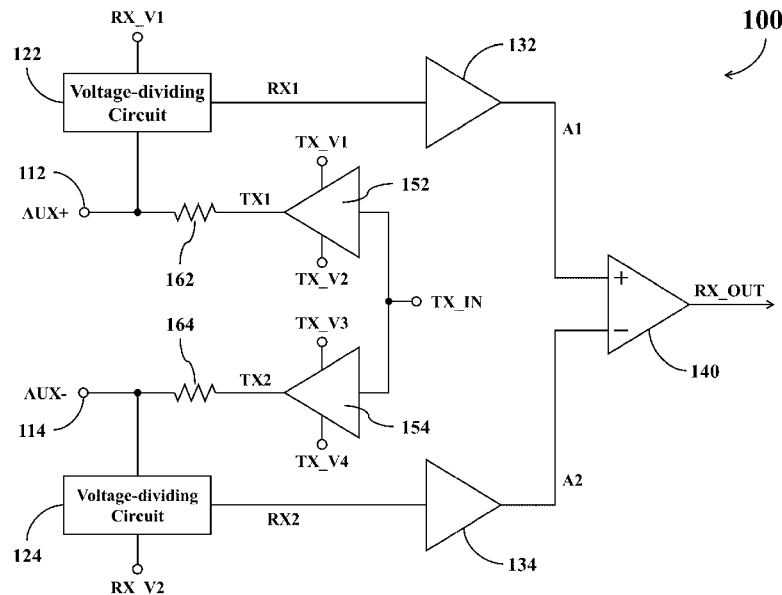 RX_V1
100
122
132
Voltage-dividing
Circuit
RX1
A1
TX_V1
112
152
AUX+
TX1
162
TX_V2
TX_IN
RX_OUT
+
−
140
164
TX_V3
AUX-
TX2
114
154
TX_V4
A2
Voltage-dividing
Circuit
RX2
124
134
RX_V2